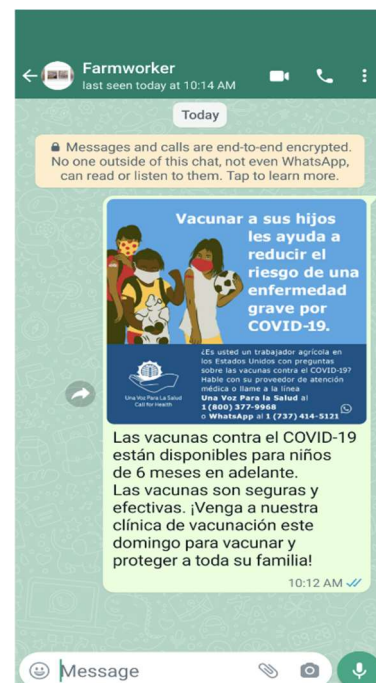 Farmworker
last seen today at 10:14 AM
Today
Messages and calls are end-to-end encrypted.
No one outside of this chat, not even WhatsApp,
can read or listen to them. Tap to learn more.
Vacunar a sus hijos
les ayuda a
reducir el
riesgo de una
enfermedad
grave por
COVID-19.
¿Es usted un trabajador agrícola en
los Estados Unidos con preguntas
sobre las vacunas contra el COVID-19?
Hable con su proveedor de atención
médica o llame a la línea
Una Voz Para la Salud al
1 (800) 377-9968
o WhatsApp al 1 (737) 414-5121
Una Voz Para La Salud
Call for Health
Las vacunas contra el COVID-19
están disponibles para niños
de 6 meses en adelante.
Las vacunas son seguras y
efectivas. ¡Venga a nuestra
clínica de vacunación este
domingo para vacunar y
proteger a toda su familia!
10:12 AM
Message